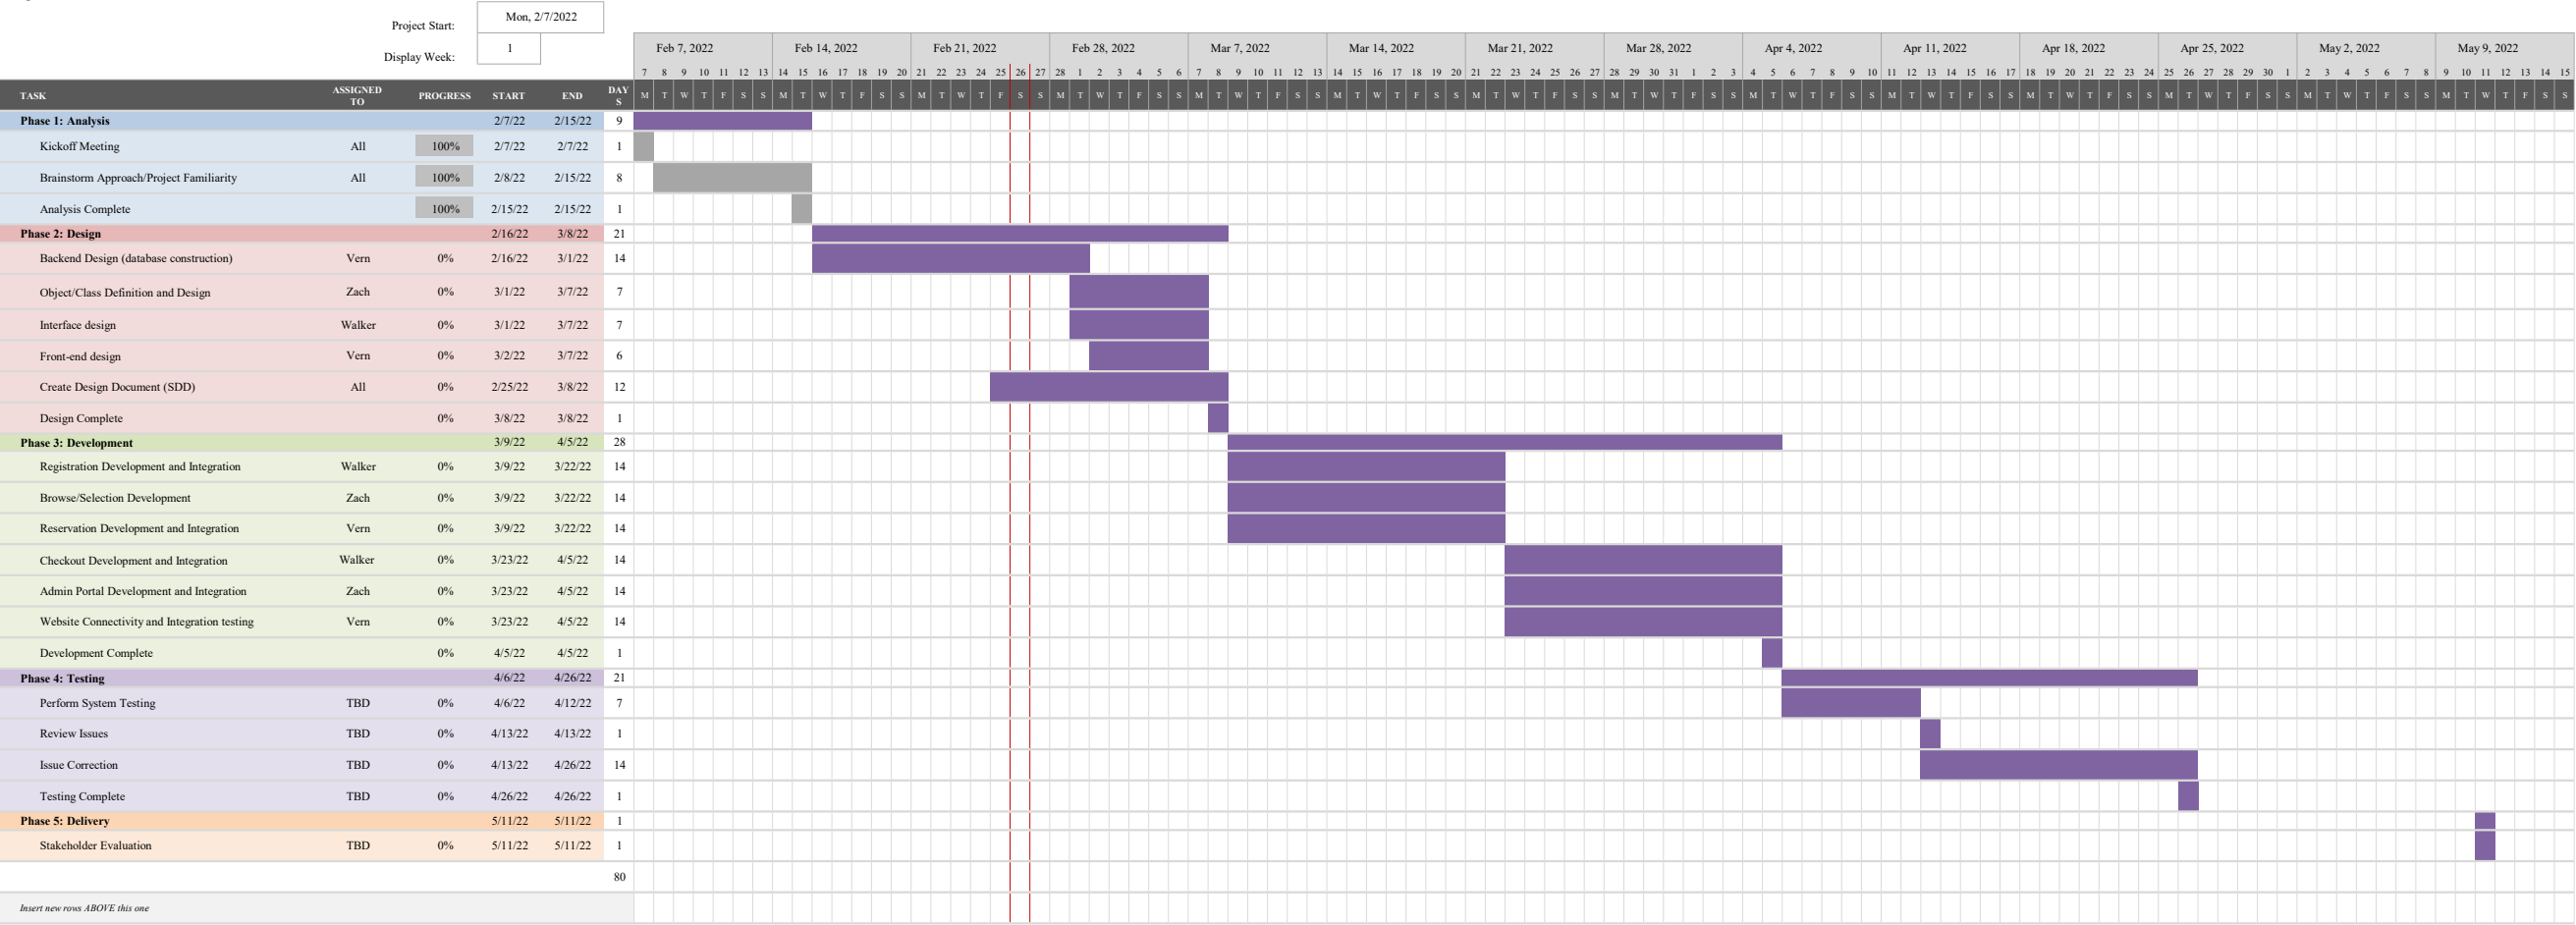 Project Start: Mon, 2/7/2022
Display Week: 1
Feb 7, 2022 Feb 14, 2022 Feb 21, 2022 Feb 28, 2022 Mar 7, 2022 Mar 14, 2022 Mar 21, 2022 Mar 28, 2022 Apr 4, 2022 Apr 11, 2022 Apr 18, 2022 Apr 25, 2022 May 2, 2022 May 9, 2022
7 8 9 10 11 12 13 14 15 16 17 18 19 20 21 22 23 24 25 26 27 28 1 2 3 4 5 6 7 8 9 10 11 12 13 14 15 16 17 18 19 20 21 22 23 24 25 26 27 28 29 30 31 1 2 3 4 5 6 7 8 9 10 11 12 13 14 15 16 17 18 19 20 21 22 23 24 25 26 27 28 29 30 1 2 3 4 5 6 7 8 9 10 11 12 13 14 15
TASK ASSIGNED TO PROGRESS START END DAYS M T W T F S S M T W T F S S M T W T F S S M T W T F S S M T W T F S S M T W T F S S M T W T F S S M T W T F S S M T W T F S S M T W T F S S M T W T F S S M T W T F S S M T W T F S S M T W T F S S
Phase 1: Analysis 2/7/22 2/15/22 9
Kickoff Meeting All 100% 2/7/22 2/7/22 1
Brainstorm Approach/Project Familiarity All 100% 2/8/22 2/15/22 8
Analysis Complete 100% 2/15/22 2/15/22 1
Phase 2: Design 2/16/22 3/8/22 21
Backend Design (database construction) Vern 0% 2/16/22 3/1/22 14
Object/Class Definition and Design Zach 0% 3/1/22 3/7/22 7
Interface design Walker 0% 3/1/22 3/7/22 7
Front-end design Vern 0% 3/2/22 3/7/22 6
Create Design Document (SDD) All 0% 2/25/22 3/8/22 12
Design Complete 0% 3/8/22 3/8/22 1
Phase 3: Development 3/9/22 4/5/22 28
Registration Development and Integration Walker 0% 3/9/22 3/22/22 14
Browse/Selection Development Zach 0% 3/9/22 3/22/22 14
Reservation Development and Integration Vern 0% 3/9/22 3/22/22 14
Checkout Development and Integration Walker 0% 3/23/22 4/5/22 14
Admin Portal Development and Integration Zach 0% 3/23/22 4/5/22 14
Website Connectivity and Integration testing Vern 0% 3/23/22 4/5/22 14
Development Complete 0% 4/5/22 4/5/22 1
Phase 4: Testing 4/6/22 4/26/22 21
Perform System Testing TBD 0% 4/6/22 4/12/22 7
Review Issues TBD 0% 4/13/22 4/13/22 1
Issue Correction TBD 0% 4/13/22 4/26/22 14
Testing Complete TBD 0% 4/26/22 4/26/22 1
Phase 5: Delivery 5/11/22 5/11/22 1
Stakeholder Evaluation TBD 0% 5/11/22 5/11/22 1
80
Insert new rows ABOVE this one